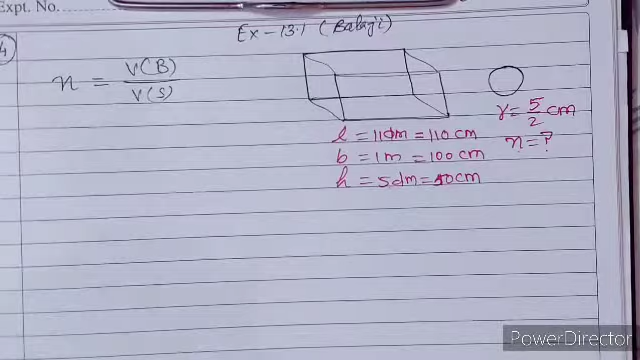 Expt. No.
4
Ex-13.1 (Balaji)
n = V(B)
V(S)
r = 5/2 cm
n = ?
l = 11dm = 110 cm
b = 1m = 100 cm
h = 5dm = 50cm
PowerDirector